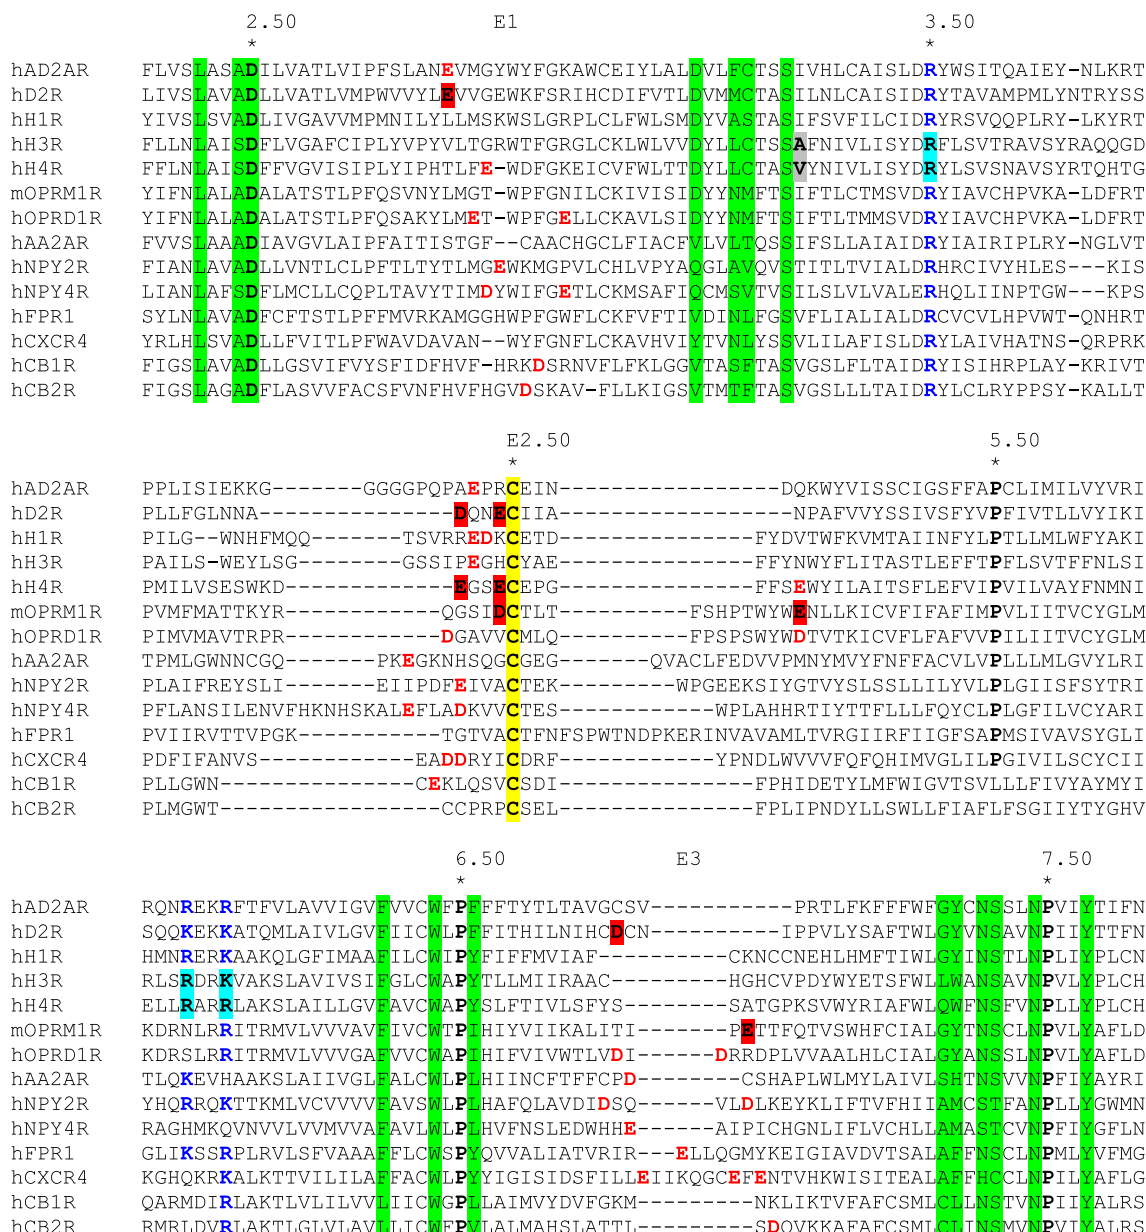 2.50 E1 3.50
* *
hAD2AR FLVSLASADILVATLVIPFSLANEVMGYWYFGKAWCEIYLALDVLFCTSSIVHLCAISLDRYWSITQAIEY-NLKRT
hD2R LIVSLAVADLLVATLVMPWVVYLEVVGEWKFSRIHCDIFVTLDVMMCTASILNLCAISIDRYTAVAMPMLYNTRYSS
hH1R YIVSLSVADLIVGAVVMPMNILYLLMSKWSLGRPLCLFWLSMDYVASTASIFSVFILCIDRYRSVQQPLRY-LKYRT
hH3R FLLNLAISDFLVGAFCIPLYVPYVLTGRWTFGRGLCKLWLVVDYLLCTSSAFNIVLISYDRFLSVTRAVSYRAQQGD
hH4R FFLNLAISDFFVGVISIPLYIPHTLFE-WDFGKEICVFWLTTDYLLCTASVYNIVLISYDRYLSVSNAVSYRTQHTG
mOPRM1R YIFNLALADALATSTLPFQSVNYLMGT-WPFGNILCKIVISIDYYNMFTSIFTLCTMSVDRYIAVCHPVKA-LDFRT
hOPRD1R YIFNLALADALATSTLPFQSAKYLMET-WPFGELLCKAVLSIDYYNMFTSIFTLTMMSVDRYIAVCHPVKA-LDFRT
hAA2AR FVVSLAAADIAVGVLAIPFAITISTGF--CAACHGCLFIACFVLVLTQSSIFSLLAIAIDRYIAIRIPLRY-NGLVT
hNPY2R FIANLAVADLLVNTLCLPFTLTYTLMGEWKMGPVLCHLVPYAQGLAVQVSTITLTVIALDRHRCIVYHLES---KIS
hNPY4R LIANLAFSDFLMCLLCQPLTAVYTIMDYWIFGETLCKMSAFIQCMSVTVSILSLVLVALERHQLIINPTGW---KPS
hFPR1 SYLNLAVADFCFTSTLPFFMVRKAMGGHWPFGWFLCKFVFTIVDINLFGSVFLIALIALDRCVCVLHPVWT-QNHRT
hCXCR4 YRLHLSVADLLFVITLPFWAVDAVAN--WYFGNFLCKAVHVIYTVNLYSSVLILAFISLDRYLAIVHATNS-QRPRK
hCB1R FIGSLAVADLLGSVIFVYSFIDFHVF-HRKDSRNVFLFKLGGVTASFTASVGSLFLTAIDRYISIHRPLAY-KRIVT
hCB2R FIGSLAGADFLASVVFACSFVNFHVFHGVDSKAV-FLLKIGSVTMTFTASVGSLLLTAIDRYLCLRYPPSY-KALLT
E2.50 5.50
* *
hAD2AR PPLISIEKKG-------GGGGPQPAEPRCEIN---------------DQKWYVISSCIGSFFAPCLIMILVYVRI
hD2R PLLFGLNNA---------------DQNECIIA---------------NPAFVVYSSIVSFYVPFIVTLLVYIKI
hH1R PILG--WNHFMQQ-------TSVRREDKCETD------------FYDVTWFKVMTAIINFYLPTLLMLWFYAKI
hH3R PAILS-WEYLSG--------GSSIPEGHCYAE------------FFYNWYFLITASTLEFFTPFLSVTFFNLSI
hH4R PMILVSESWKD-------------EGSECEPG------------FFSEWYILAITSFLEFVIPVILVAYFNMNI
mOPRM1R PVMFMATTKYR------------QGSIDCTLT----------FSHPTWYWENLLKICVFIFAFIMPVLIITVCYGLM
hOPRD1R PIMVMAVTRPR------------DGAVVCMLQ----------FPSPSWYWDTVTKICVFLFAFVVPILIITVCYGLM
hAA2AR TPMLGWNNCGQ-------PKEGKNHSQGCGEG-------QVACLFEDVVPMNYMVYFNFFACVLVPLLLMLGVYLRI
hNPY2R PLAIFREYSLI-------EIIPDFEIVACTEK---------WPGEEKSIYGTVYSLSSLLILYVLPLGIISFSYTRI
hNPY4R PFLANSILENVFHKNHSKALEFLADKVVCTES------------WPLAHHRTIYTTFLLLFQYCLPLGFILVCYARI
hFPR1 PVIIRVTTVPGK-----------TGTVACTFNFSPWTNDPKERINVAVAMLTVRGIIRFIIGFSAPMSIVAVSYGLI
hCXCR4 PDFIFANVS------------EADDRYICDRF------------YPNDLWVVVFQFQHIMVGLILPGIVILSCYCII
hCB1R PLLGWN------------CEKLQSVCSDI------------FPHIDETYLMFWIGVTSVLLLFIVYAYMYI
hCB2R PLMGWT------------CCPRPCSEL------------FPLIPNDYLLSWLLFIAFLFSGIIYTYGHV
6.50 E3 7.50
* *
hAD2AR RQNREKRFTFVLAVVIGVFVVCWFPFFFTYTLTAVGCSV-----------PRTLFKFFFWFGYCNSSLNPVIYTIFN
hD2R SQQKEKKATQMLAIVLGVFIICWLPFFITHILNIHCDCN-----------IPPVLYSAFTWLGYVNSAVNPIIYTTFN
hH1R HMNRERKAAKQLGFIMAAFILCWIPYFIFFMVIAF-----------CKNCCNEHLHMFTIWLGYINSTLNPLIYPLCN
hH3R RLSRDRKVAKSLAVIVSIFGLCWAPYTLLMIIRAAC----------HGHCVPDYWYETSFWLLWANSAVNPVLYPLCH
hH4R ELLRARRLAKSLAILLGVFAVCWAPYSLFTIVLSFYS---------SATGPKSVWYRIAFWLQWFNSFVNPLLYPLCH
mOPRM1R KDRNLRRITRMVLVVVAVFIVCWTPIHIYVIIKALITI--------PETTFQTVSWHFCIALGYTNSCLNPVLYAFLD
hOPRD1R KDRSLRRITRMVLVVVGAFVVCWAPIHIFVIVWTLVDI-------DRRDPLVVAALHLCIALGYANSSLNPVLYAFLD
hAA2AR TLQKEVHAAKSLAIIVGLFALCWLPLHIINCFTFFCPD---------CSHAPLWLMYLAIVLSHTNSVVNPFIYAYRI
hNPY2R YHQRRQKTTKMLVCVVVVFAVSWLPLHAFQLAVDIDSQ-----VLDLKEYKLIFTVFHIIAMCSTFANPLLYGWMN
hNPY4R RAGHMKQVNVVLVVMVVAFAVLWLPLHVFNSLEDWHHE---------AIPICHGNLIFLVCHLLAMASTCVNPFIYGFLN
hFPR1 GLIKSSRPLRVLSFVAAAFFLCWSPYQVVALIATVRIR----ELLQGMYKEIGIAVDVTSALAFFNSCLNPMLYVFMG
hCXCR4 KGHQKRKALKTTVILILAFFACWLPYYIGISIDSFILLEIIKQGCEFENTVHKWISITEALAFFHCCLNPILYAFLG
hCB1R QARMDIRLAKTLVLILVVLIICWGPLLAIMVYDVFGKM---------NKLIKTVFAFCSMLCLLNSTVNPIIYALRS
hCB2R RMRLDVRLAKTLGLVLAVLLICWFPVLALMAHSLATTL---------SDQVKKAFAFCSMLCLINSMVNPVIYALRS